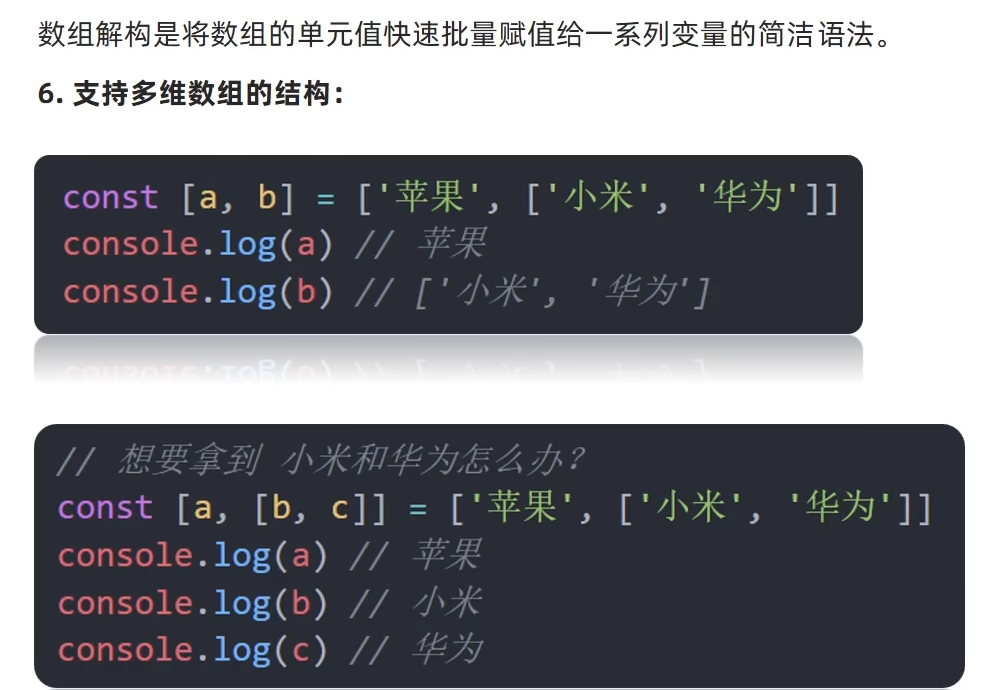 数组解构是将数组的单元值快速批量赋值给一系列变量的简洁语法。
6. 支持多维数组的结构：
const [a, b] = ['苹果', ['小米', '华为']]
console.log(a) // 苹果
console.log(b) // ['小米', '华为']
// 想要拿到 小米和华为怎么办?
const [a, [b, c]] = ['苹果', ['小米', '华为']]
console.log(a) // 苹果
console.log(b) // 小米
console.log(c) // 华为